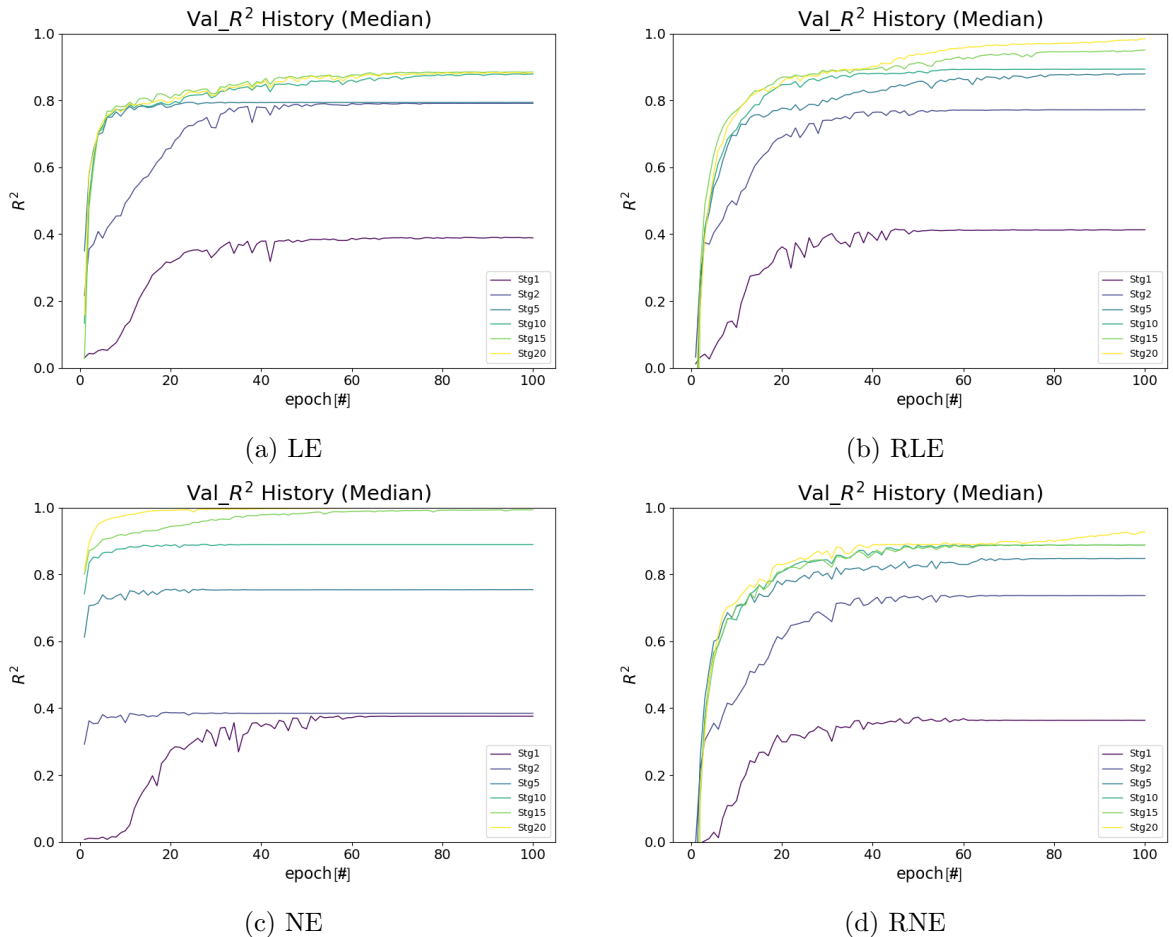 Val_R² History (Median)
1.0
0.8
0.6
0.4
0.2
0.0
R²
Stg1
Stg2
Stg5
Stg10
Stg15
Stg20
0 20 40 60 80 100
epoch[#]
(a) LE
Val_R² History (Median)
1.0
0.8
0.6
0.4
0.2
0.0
R²
Stg1
Stg2
Stg5
Stg10
Stg15
Stg20
0 20 40 60 80 100
epoch[#]
(b) RLE
Val_R² History (Median)
1.0
0.8
0.6
0.4
0.2
0.0
R²
Stg1
Stg2
Stg5
Stg10
Stg15
Stg20
0 20 40 60 80 100
epoch[#]
(c) NE
Val_R² History (Median)
1.0
0.8
0.6
0.4
0.2
0.0
R²
Stg1
Stg2
Stg5
Stg10
Stg15
Stg20
0 20 40 60 80 100
epoch[#]
(d) RNE